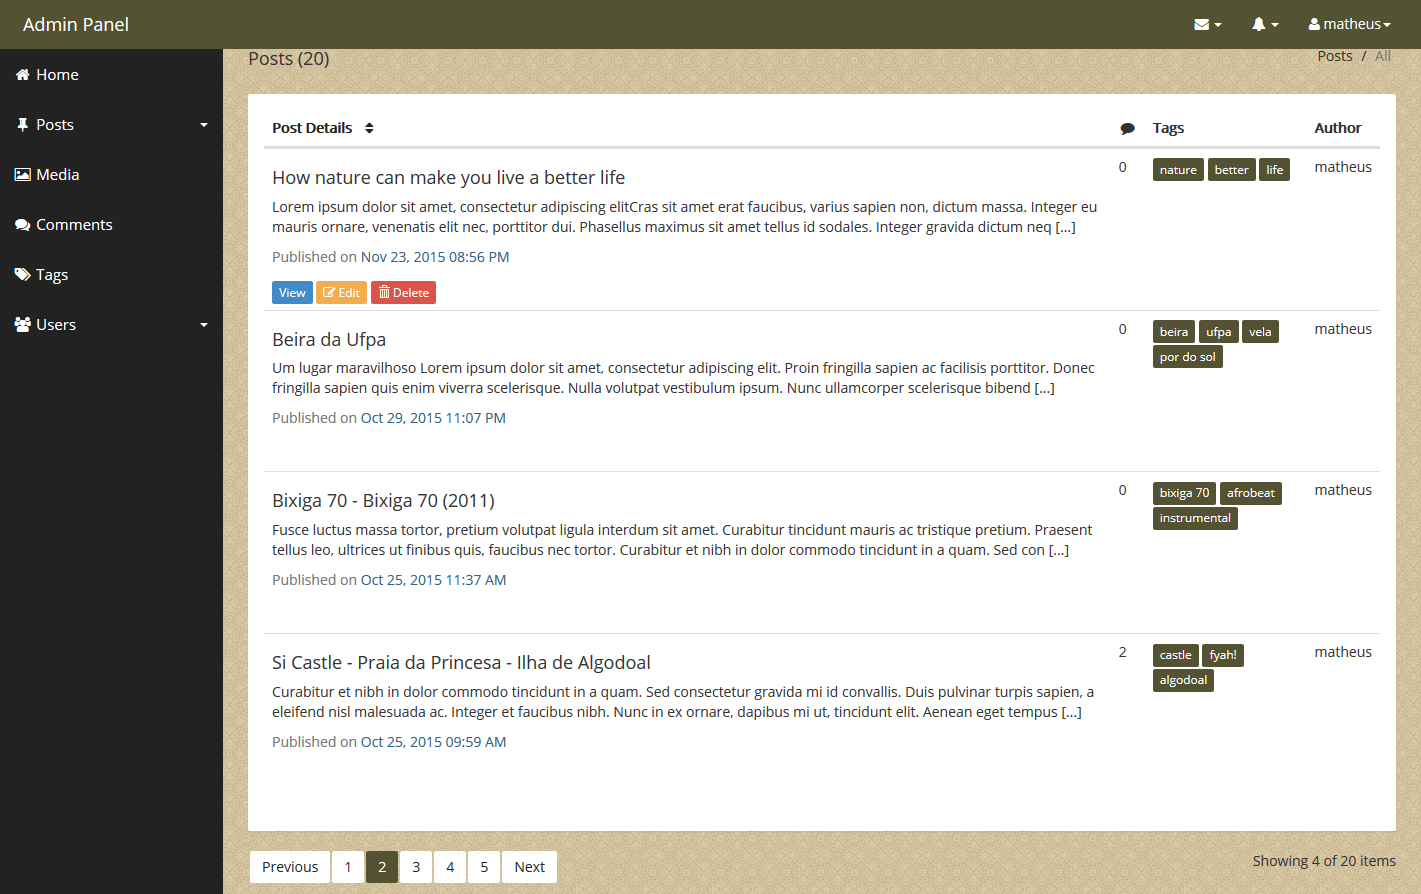 Admin Panel
matheus
Home
Posts
Media
Comments
Tags
Users
Posts (20)
Posts / All
Post Details Tags Author
How nature can make you live a better life
Lorem ipsum dolor sit amet, consectetur adipiscing elitCras sit amet erat faucibus, varius sapien non, dictum massa. Integer eu
mauris ornare, venenatis elit nec, porttitor dui. Phasellus maximus sit amet tellus id sodales. Integer gravida dictum neq [...]
Published on Nov 23, 2015 08:56 PM
View Edit Delete
0
nature better life
matheus
Beira da Ufpa
Um lugar maravilhoso Lorem ipsum dolor sit amet, consectetur adipiscing elit. Proin fringilla sapien ac facilisis porttitor. Donec
fringilla sapien quis enim viverra scelerisque. Nulla volutpat vestibulum ipsum. Nunc ullamcorper scelerisque bibend [...]
Published on Oct 29, 2015 11:07 PM
0
beira ufpa vela
por do sol
matheus
Bixiga 70 - Bixiga 70 (2011)
Fusce luctus massa tortor, pretium volutpat ligula interdum sit amet. Curabitur tincidunt mauris ac tristique pretium. Praesent
tellus leo, ultrices ut finibus quis, faucibus nec tortor. Curabitur et nibh in dolor commodo tincidunt in a quam. Sed con [...]
Published on Oct 25, 2015 11:37 AM
0
bixiga 70 afrobeat
instrumental
matheus
Si Castle - Praia da Princesa - Ilha de Algodoal
Curabitur et nibh in dolor commodo tincidunt in a quam. Sed consectetur gravida mi id convallis. Duis pulvinar turpis sapien, a
eleifend nisl malesuada ac. Integer et faucibus nibh. Nunc in ex ornare, dapibus mi ut, tincidunt elit. Aenean eget tempus [...]
Published on Oct 25, 2015 09:59 AM
2
castle fyah!
algodoal
matheus
Previous 1 2 3 4 5 Next
Showing 4 of 20 items